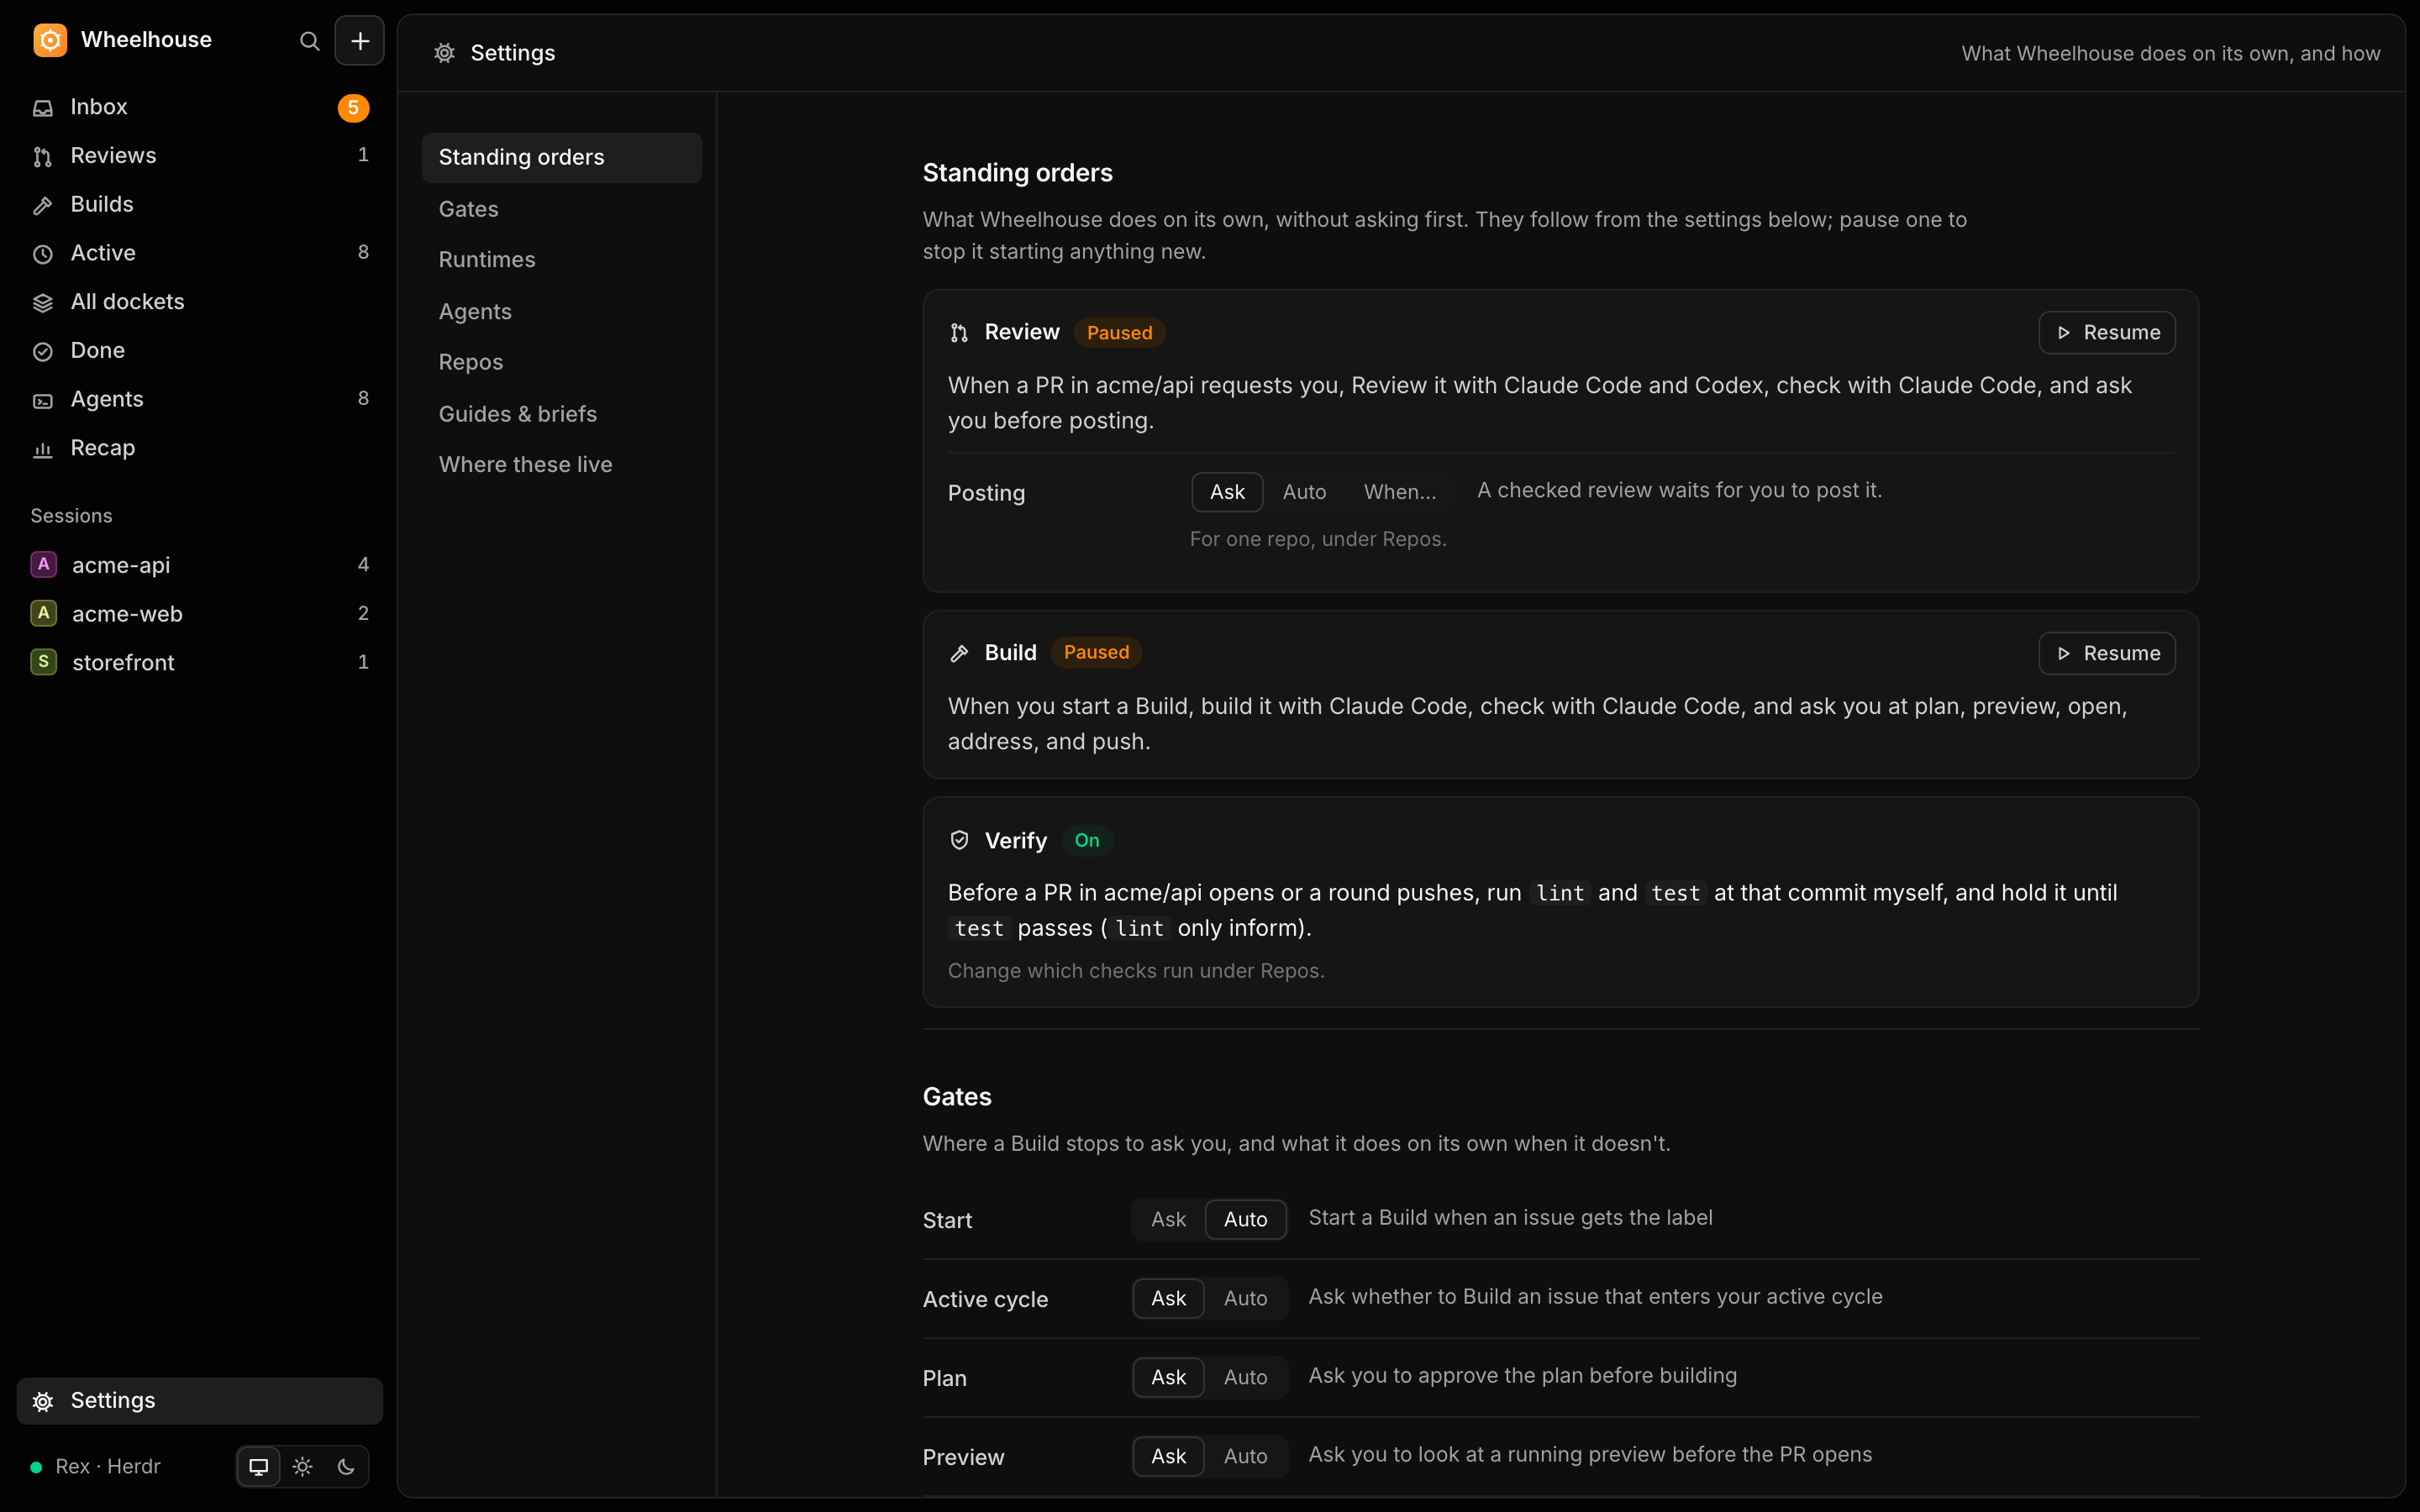 Wheelhouse
Inbox 5
Reviews 1
Builds
Active 8
All dockets
Done
Agents 8
Recap
Sessions
A acme-api 4
A acme-web 2
S storefront 1
Settings
Rex · Herdr
Settings
What Wheelhouse does on its own, and how
Standing orders
Gates
Runtimes
Agents
Repos
Guides & briefs
Where these live
Standing orders
What Wheelhouse does on its own, without asking first. They follow from the settings below; pause one to
stop it starting anything new.
Review Paused Resume
When a PR in acme/api requests you, Review it with Claude Code and Codex, check with Claude Code, and ask
you before posting.
Posting Ask Auto When... A checked review waits for you to post it.
For one repo, under Repos.
Build Paused Resume
When you start a Build, build it with Claude Code, check with Claude Code, and ask you at plan, preview, open,
address, and push.
Verify On
Before a PR in acme/api opens or a round pushes, run lint and test at that commit myself, and hold it until
test passes (lint only inform).
Change which checks run under Repos.
Gates
Where a Build stops to ask you, and what it does on its own when it doesn't.
Start Ask Auto Start a Build when an issue gets the label
Active cycle Ask Auto Ask whether to Build an issue that enters your active cycle
Plan Ask Auto Ask you to approve the plan before building
Preview Ask Auto Ask you to look at a running preview before the PR opens